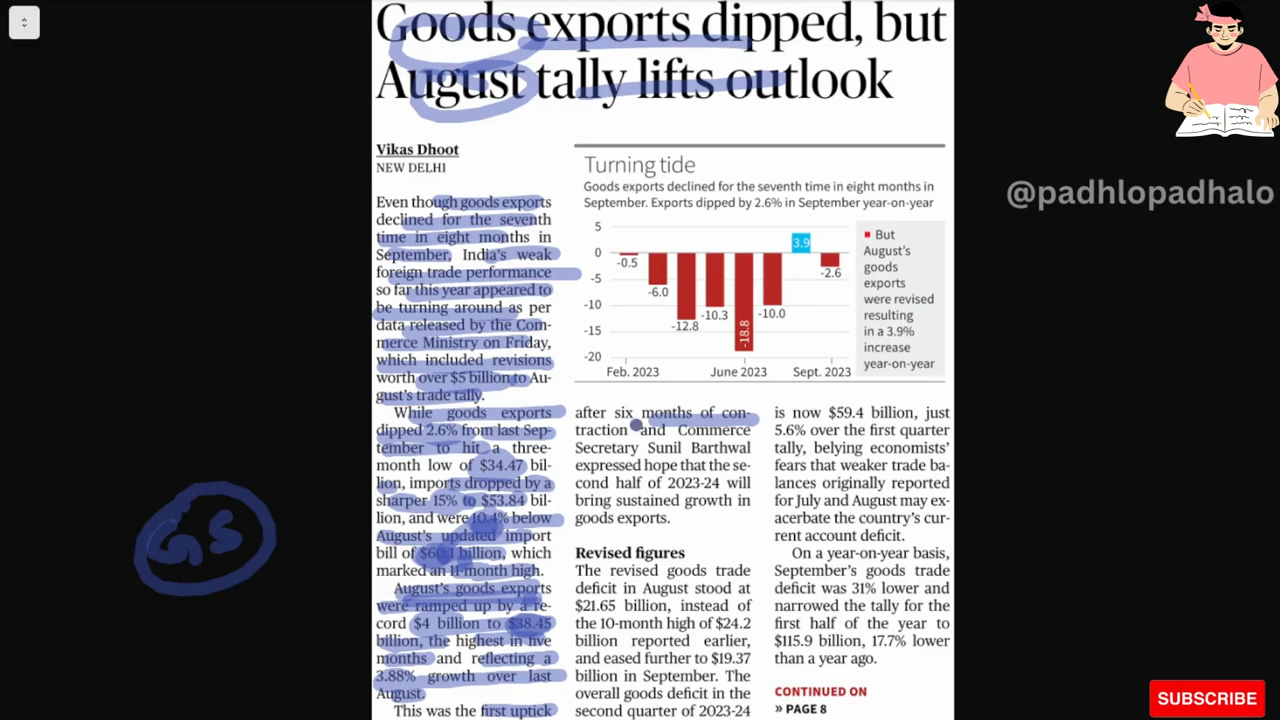 Goods exports dipped, but
August tally lifts outlook
Vikas Dhoot
NEW DELHI
Even though goods exports
declined for the seventh
time in eight months in
September, India's weak
foreign trade performance
so far this year appeared to
be turning around as per
data released by the Com-
merce Ministry on Friday,
which included revisions
worth over $5 billion to Au-
gust's trade tally.
While goods exports
dipped 2.6% from last Sep-
tember to hit a three-
month low of $34.47 bil-
lion, imports dropped by a
sharper 15% to $53.84 bil-
lion, and were 10.4% below
August's updated import
bill of $60.1 billion, which
marked an 11-month high.
August's goods exports
were ramped up by a re-
cord $4 billion to $38.45
billion, the highest in five
months and reflecting a
3.88% growth over last
August.
This was the first uptick
Turning tide
Goods exports declined for the seventh time in eight months in
September. Exports dipped by 2.6% in September year-on-year
5
0
-5
-10
-15
-20
-0.5
-6.0
-12.8
-10.3
-18.8
-10.0
3.9
-2.6
Feb. 2023
June 2023
Sept. 2023
But
August's
goods
exports
were revised
resulting
in a 3.9%
increase
year-on-year
after six months of con-
traction and Commerce
Secretary Sunil Barthwal
expressed hope that the se-
cond half of 2023-24 will
bring sustained growth in
goods exports.
Revised figures
The revised goods trade
deficit in August stood at
$21.65 billion, instead of
the 10-month high of $24.2
billion reported earlier,
and eased further to $19.37
billion in September. The
overall goods deficit in the
second quarter of 2023-24
is now $59.4 billion, just
5.6% over the first quarter
tally, belying economists'
fears that weaker trade ba-
lances originally reported
for July and August may ex-
acerbate the country's cur-
rent account deficit.
On a year-on-year basis,
September's goods trade
deficit was 31% lower and
narrowed the tally for the
first half of the year to
$115.9 billion, 17.7% lower
than a year ago.
CONTINUED ON
» PAGE 8
GS
@padhlopadhalo
SUBSCRIBE